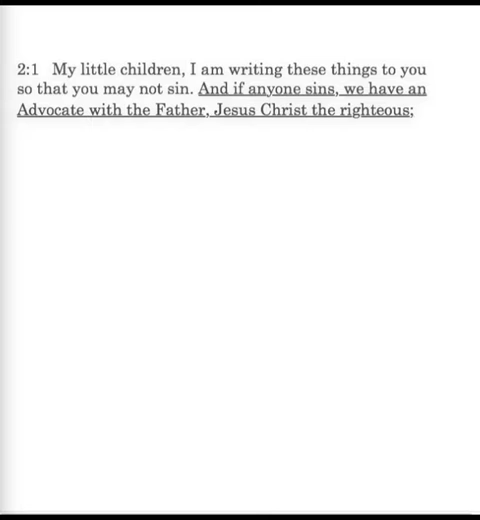 2:1 My little children, I am writing these things to you
so that you may not sin. And if anyone sins, we have an
Advocate with the Father, Jesus Christ the righteous;